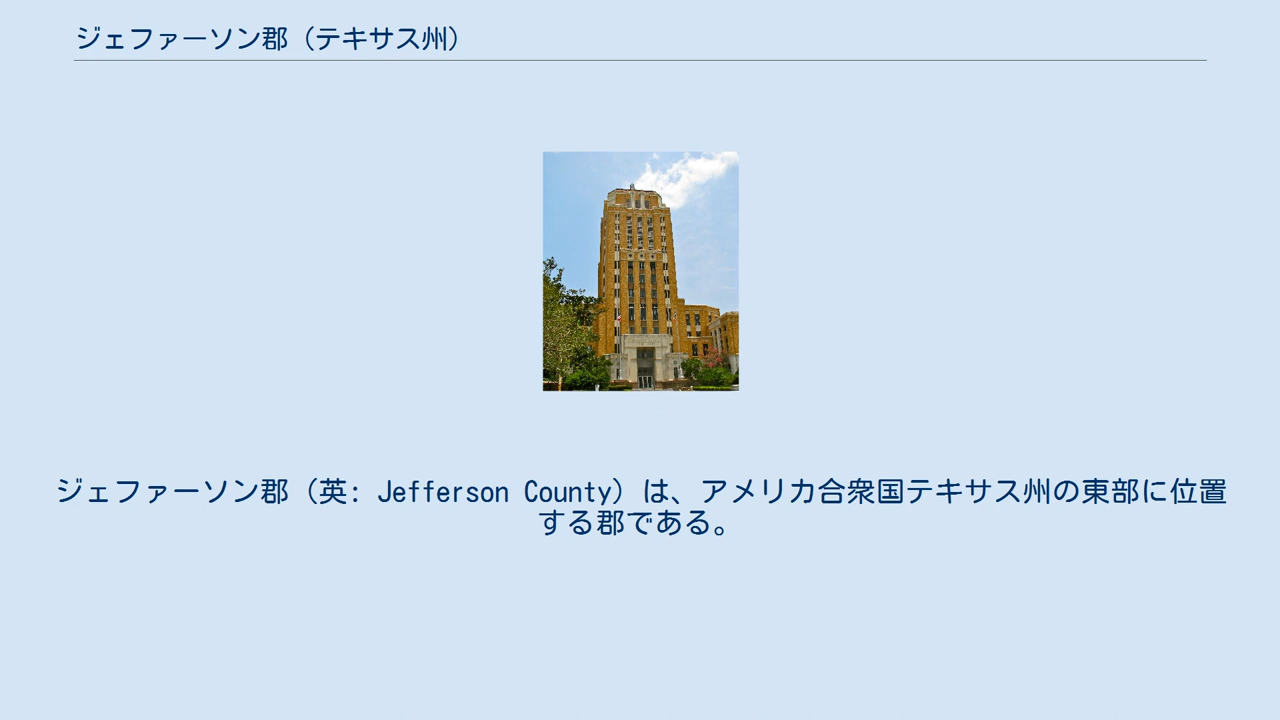 ジェファーソン郡（テキサス州）
ジェファーソン郡（英: Jefferson County）は、アメリカ合衆国テキサス州の東部に位置
する郡である。